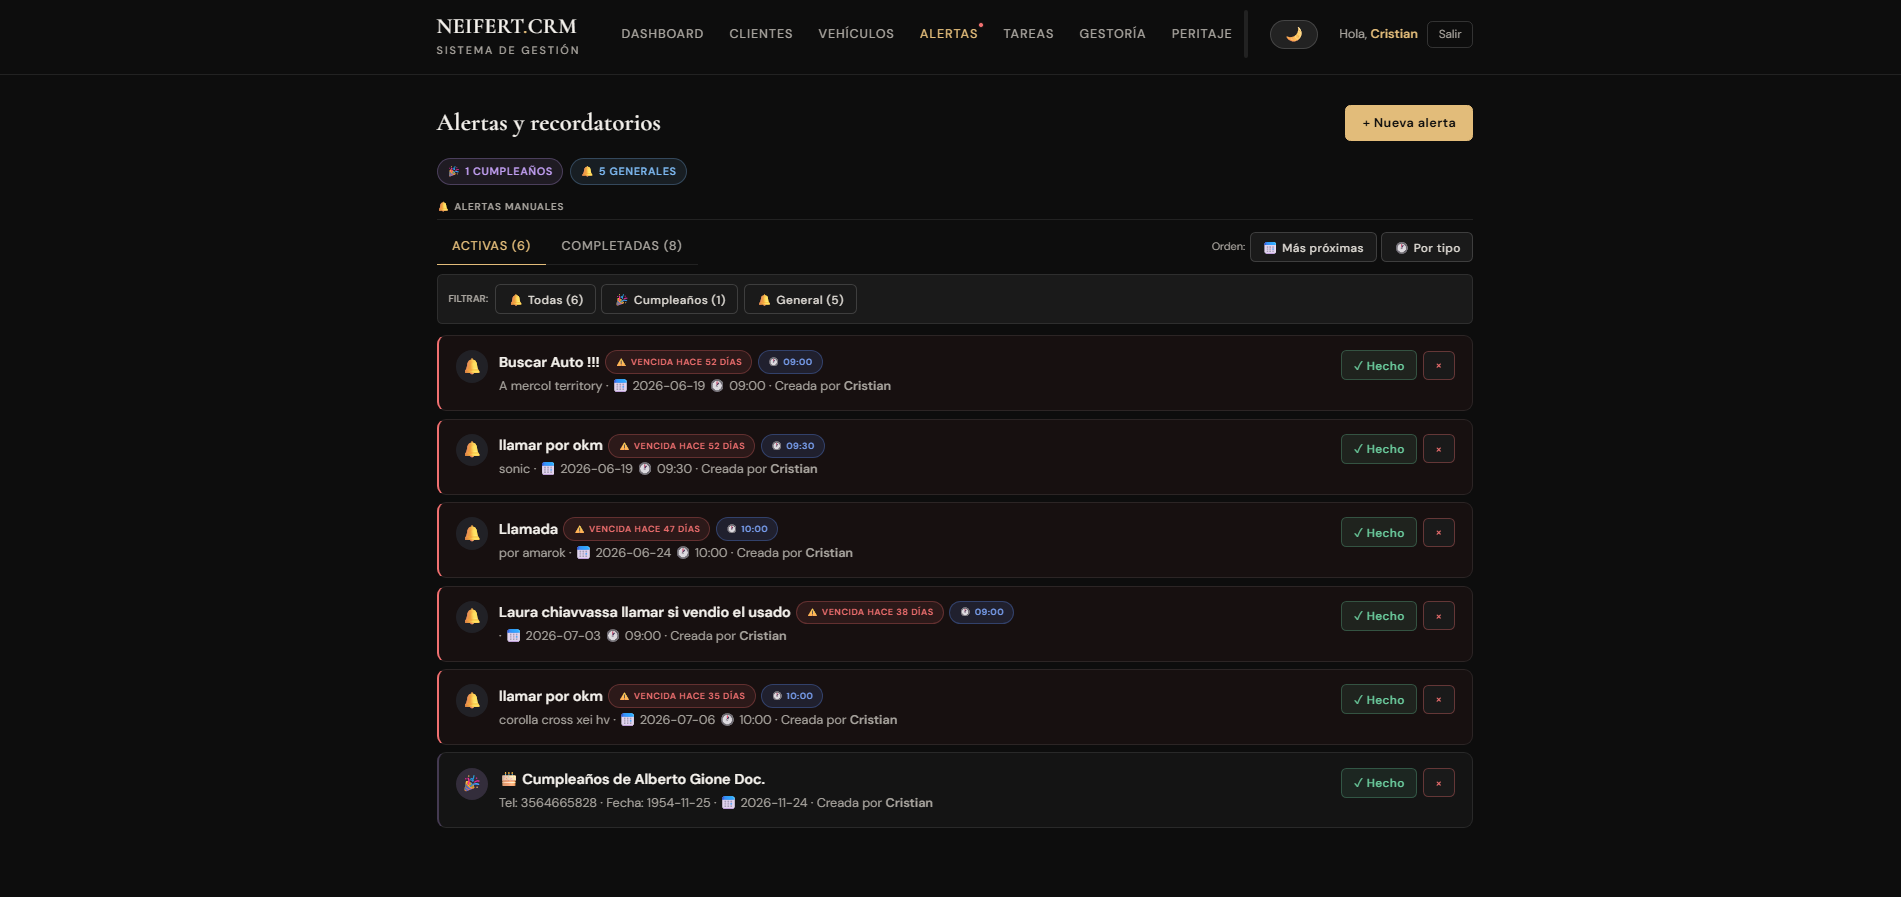 NEIFERT.CRM
SISTEMA DE GESTIÓN
DASHBOARD CLIENTES VEHÍCULOS ALERTAS TAREAS GESTORÍA PERITAJE
Hola, Cristian Salir
Alertas y recordatorios
+ Nueva alerta
1 CUMPLEAÑOS 5 GENERALES
ALERTAS MANUALES
ACTIVAS (6) COMPLETADAS (8)
Orden: Más próximas Por tipo
FILTRAR: Todas (6) Cumpleaños (1) General (5)
Buscar Auto !!! VENCIDA HACE 52 DÍAS 09:00
A mercol territory · 2026-06-19 09:00 · Creada por Cristian
✓ Hecho ×
llamar por okm VENCIDA HACE 52 DÍAS 09:30
sonic · 2026-06-19 09:30 · Creada por Cristian
✓ Hecho ×
Llamada VENCIDA HACE 47 DÍAS 10:00
por amarok · 2026-06-24 10:00 · Creada por Cristian
✓ Hecho ×
Laura chiavvassa llamar si vendio el usado VENCIDA HACE 38 DÍAS 09:00
· 2026-07-03 09:00 · Creada por Cristian
✓ Hecho ×
llamar por okm VENCIDA HACE 35 DÍAS 10:00
corolla cross xei hv · 2026-07-06 10:00 · Creada por Cristian
✓ Hecho ×
Cumpleaños de Alberto Gione Doc.
Tel: 3564665828 · Fecha: 1954-11-25 · 2026-11-24 · Creada por Cristian
✓ Hecho ×